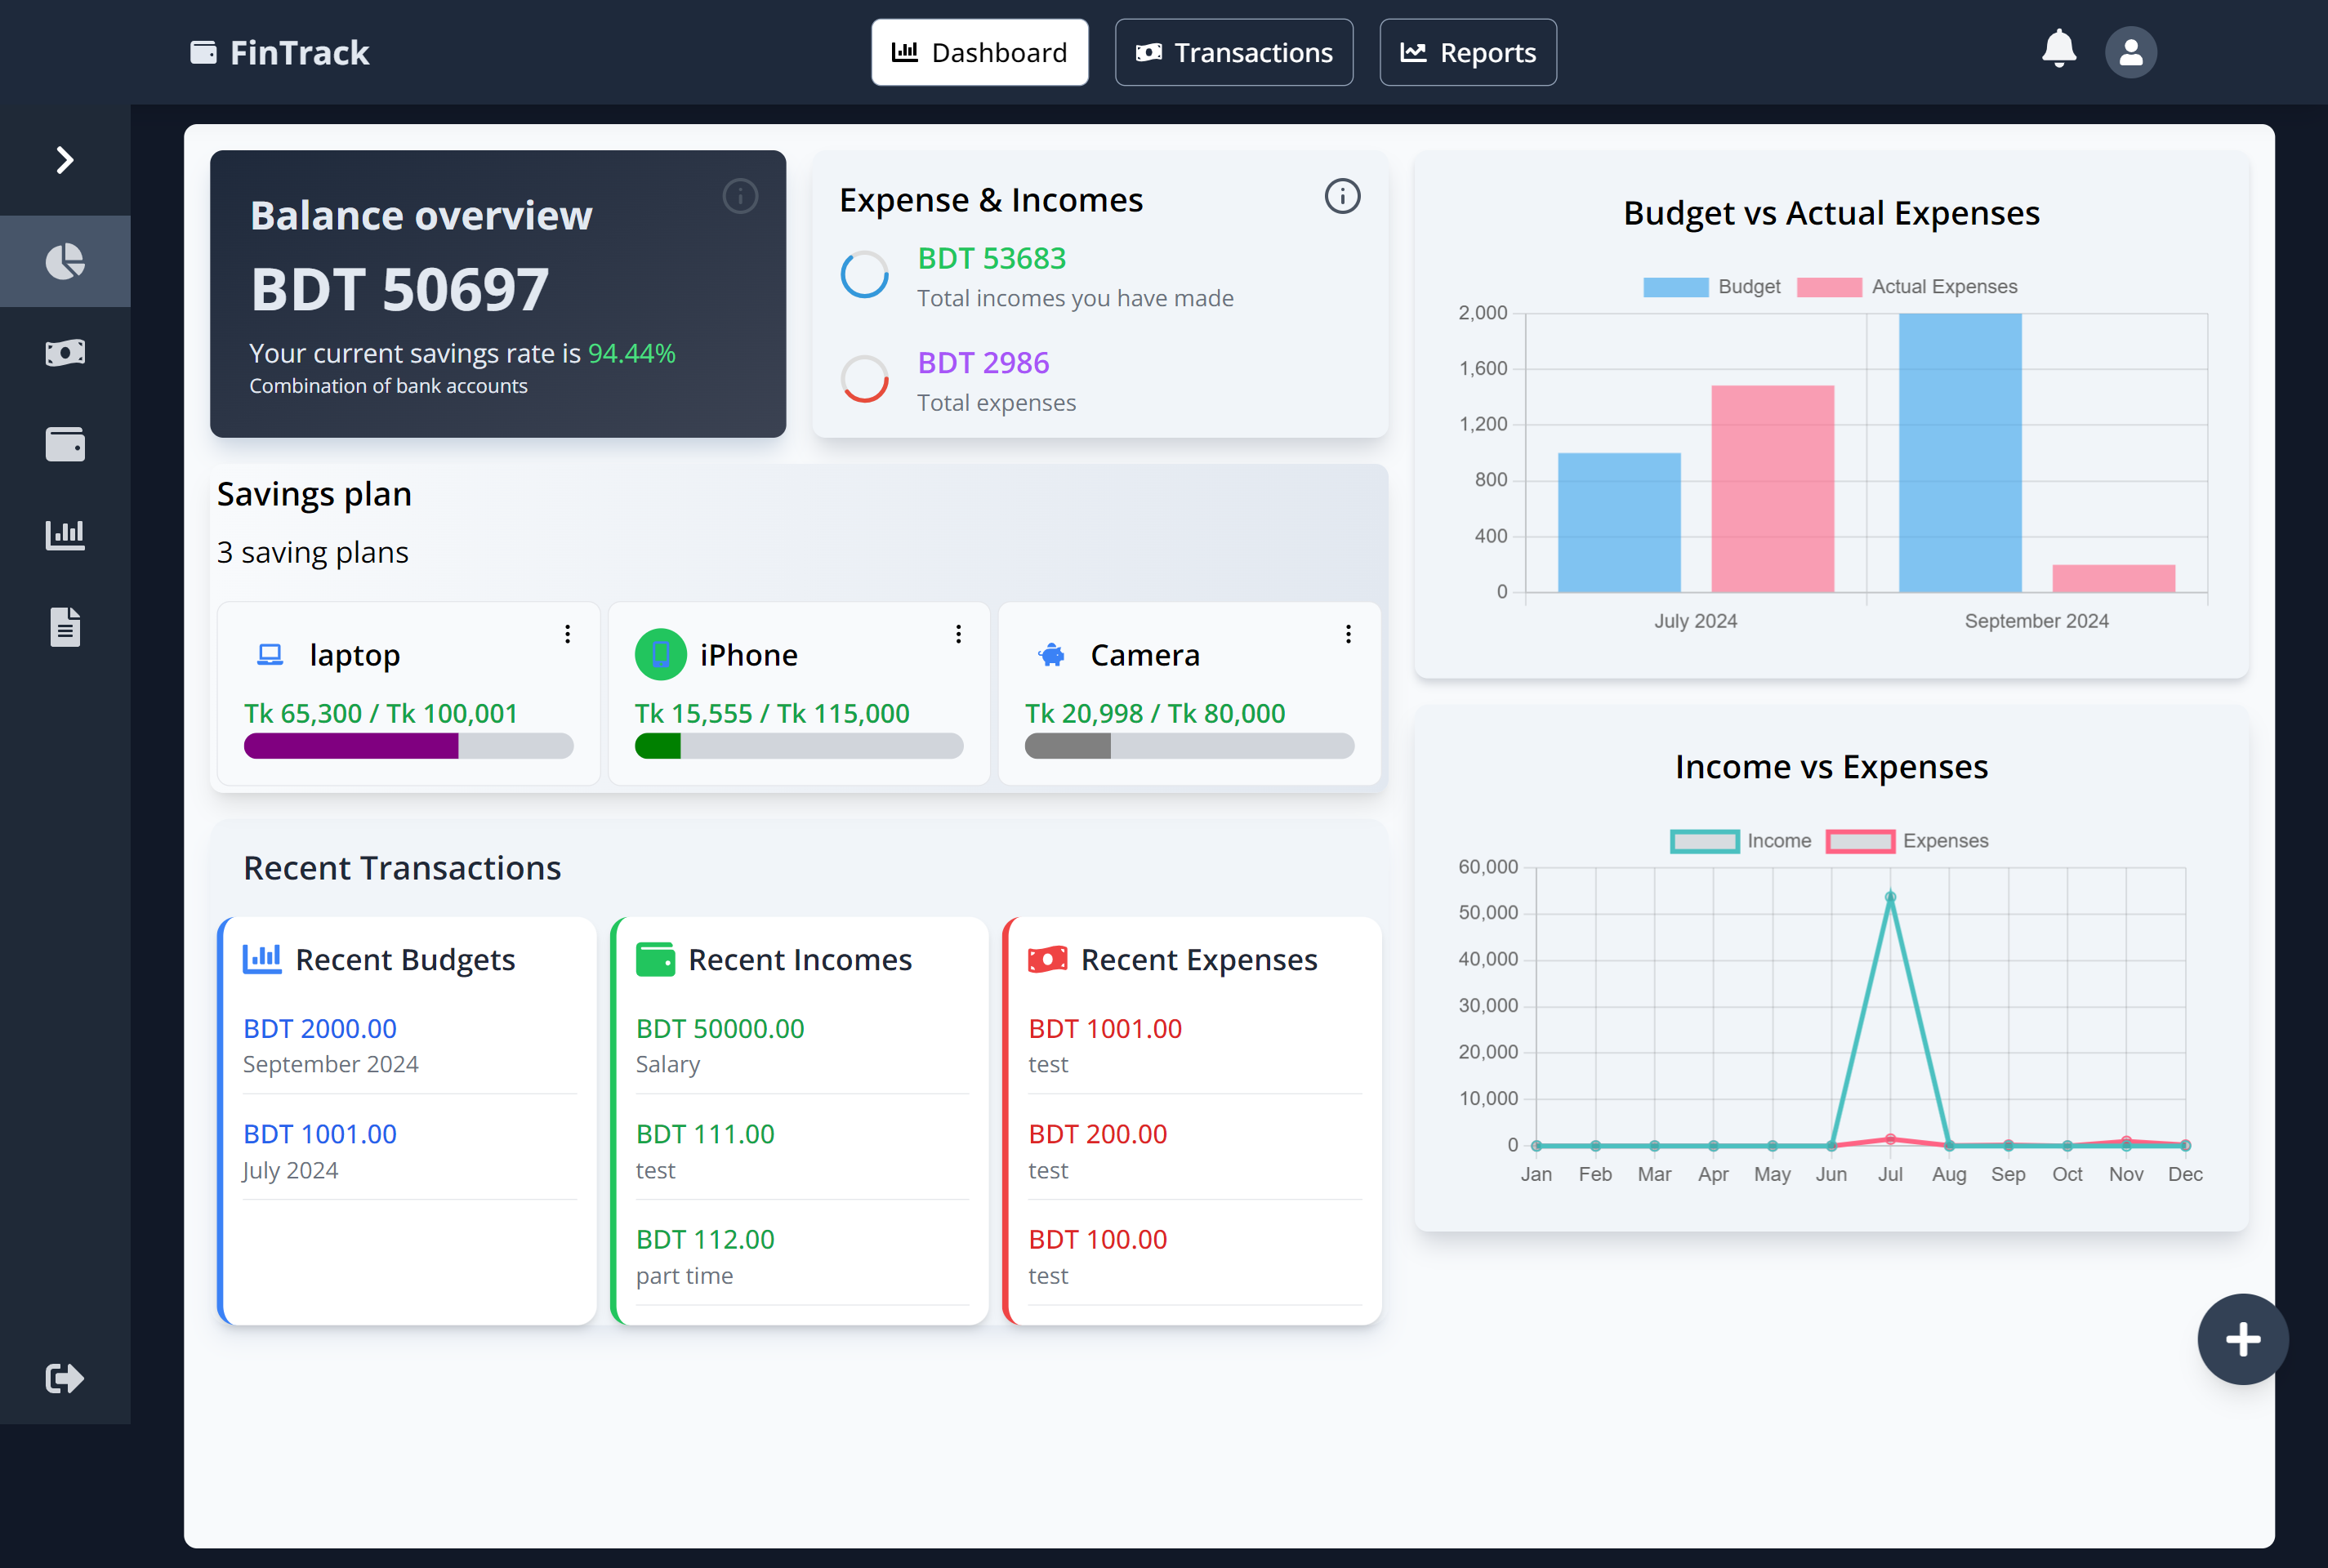 FinTrack
Dashboard
Transactions
Reports
Balance overview
BDT 50697
Your current savings rate is 94.44%
Combination of bank accounts
Expense & Incomes
BDT 53683
Total incomes you have made
BDT 2986
Total expenses
Savings plan
3 saving plans
laptop
Tk 65,300 / Tk 100,001
iPhone
Tk 15,555 / Tk 115,000
Camera
Tk 20,998 / Tk 80,000
Recent Transactions
Recent Budgets
BDT 2000.00
September 2024
BDT 1001.00
July 2024
Recent Incomes
BDT 50000.00
Salary
BDT 111.00
test
BDT 112.00
part time
Recent Expenses
BDT 1001.00
test
BDT 200.00
test
BDT 100.00
test
Budget vs Actual Expenses
Budget
Actual Expenses
2,000
1,600
1,200
800
400
0
July 2024
September 2024
Income vs Expenses
Income
Expenses
60,000
50,000
40,000
30,000
20,000
10,000
0
Jan Feb Mar Apr May Jun Jul Aug Sep Oct Nov Dec